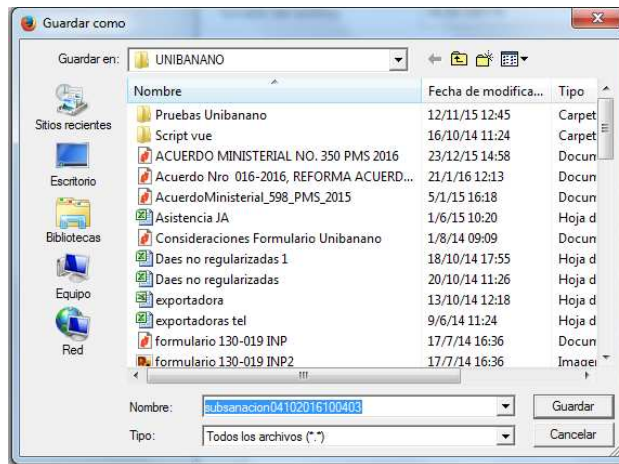 Guardar como
Guardar en: UNIBANANO
Nombre Fecha de modifica... Tipo
Pruebas Unibanano 12/11/15 12:45 Carpet
Script vue 16/10/14 11:24 Carpet
ACUERDO MINISTERIAL NO. 350 PMS 2016 23/12/15 14:58 Docum
Acuerdo Nro 016-2016, REFORMA ACUERD... 21/1/16 12:13 Docum
AcuerdoMinisterial_598_PMS_2015 5/1/15 16:18 Docum
Asistencia JA 1/6/15 10:20 Hoja d
Consideraciones Formulario Unibanano 1/8/14 09:09 Docum
Daes no regularizadas 1 18/10/14 17:55 Hoja d
Daes no regularizadas 20/10/14 11:26 Hoja d
exportadora 13/10/14 12:18 Hoja d
exportadoras tel 9/6/14 11:24 Hoja d
formulario 130-019 INP 17/7/14 16:36 Docum
formulario 130-019 INP2 17/7/14 16:36 Imager
Sitios recientes
Escritorio
Bibliotecas
Equipo
Red
Nombre: subsanacion04102016100403 Guardar
Tipo: Todos los archivos (*.*) Cancelar